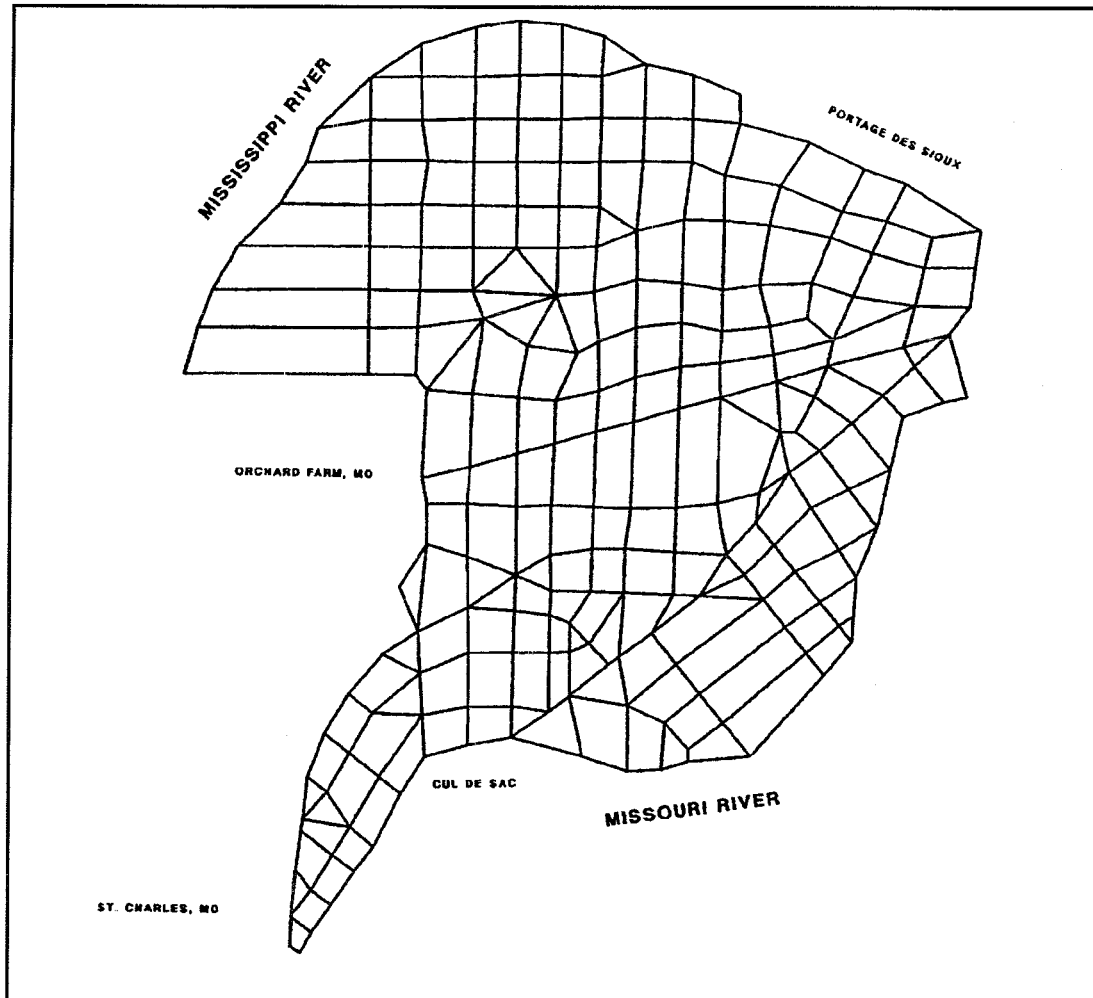 MISSISSIPPI RIVER
PORTAGE DES SIOUX
ORCHARD FARM, MO
CUL DE SAC
MISSOURI RIVER
ST. CHARLES, MO